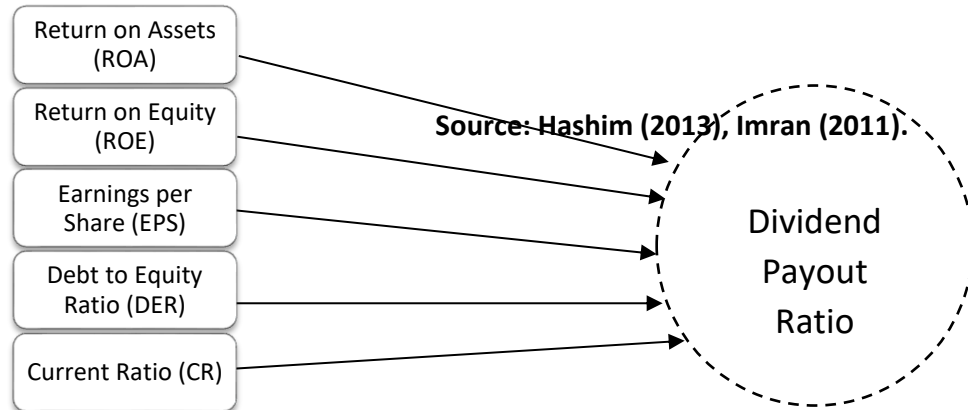 Return on Assets
(ROA)
Return on Equity
(ROE)
Earnings per
Share (EPS)
Debt to Equity
Ratio (DER)
Current Ratio (CR)
Source: Hashim (2013), Imran (2011).
Dividend
Payout
Ratio